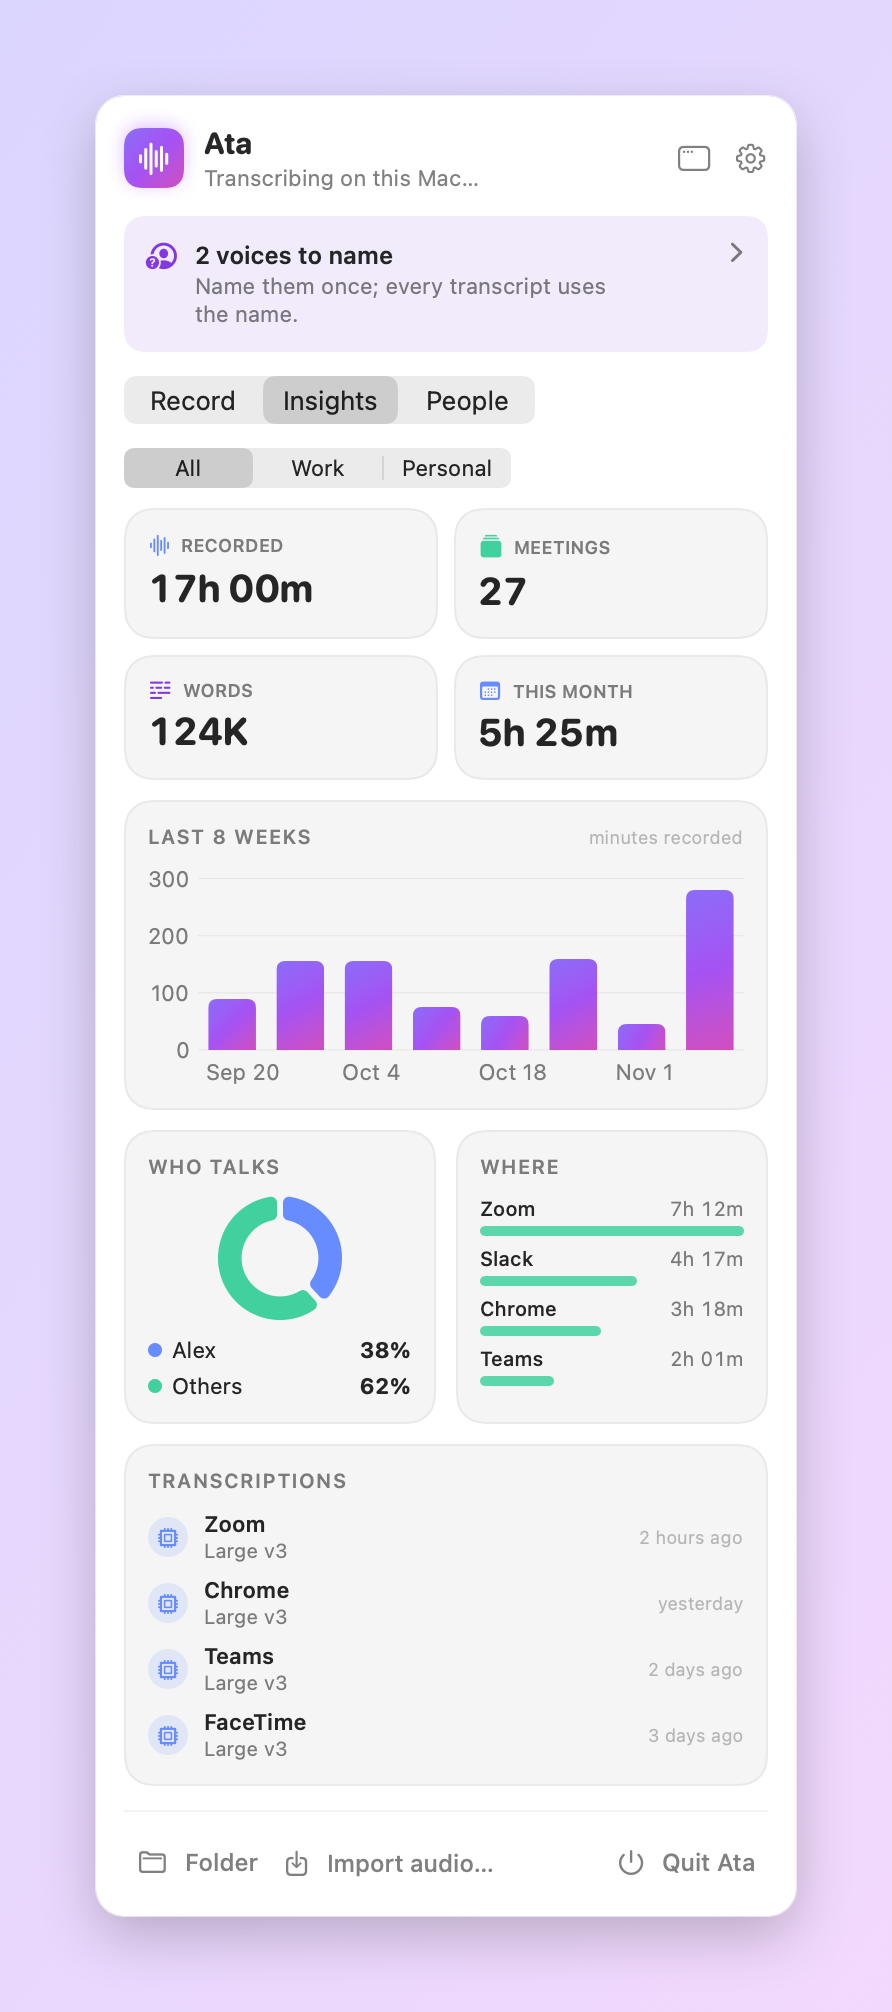 Ata
Transcribing on this Mac...
2 voices to name
Name them once; every transcript uses
the name.
Record Insights People
All Work Personal
RECORDED
17h 00m
MEETINGS
27
WORDS
124K
THIS MONTH
5h 25m
LAST 8 WEEKS minutes recorded
300
200
100
0
Sep 20 Oct 4 Oct 18 Nov 1
WHO TALKS
Alex 38%
Others 62%
WHERE
Zoom 7h 12m
Slack 4h 17m
Chrome 3h 18m
Teams 2h 01m
TRANSCRIPTIONS
Zoom
Large v3
2 hours ago
Chrome
Large v3
yesterday
Teams
Large v3
2 days ago
FaceTime
Large v3
3 days ago
Folder Import audio... Quit Ata